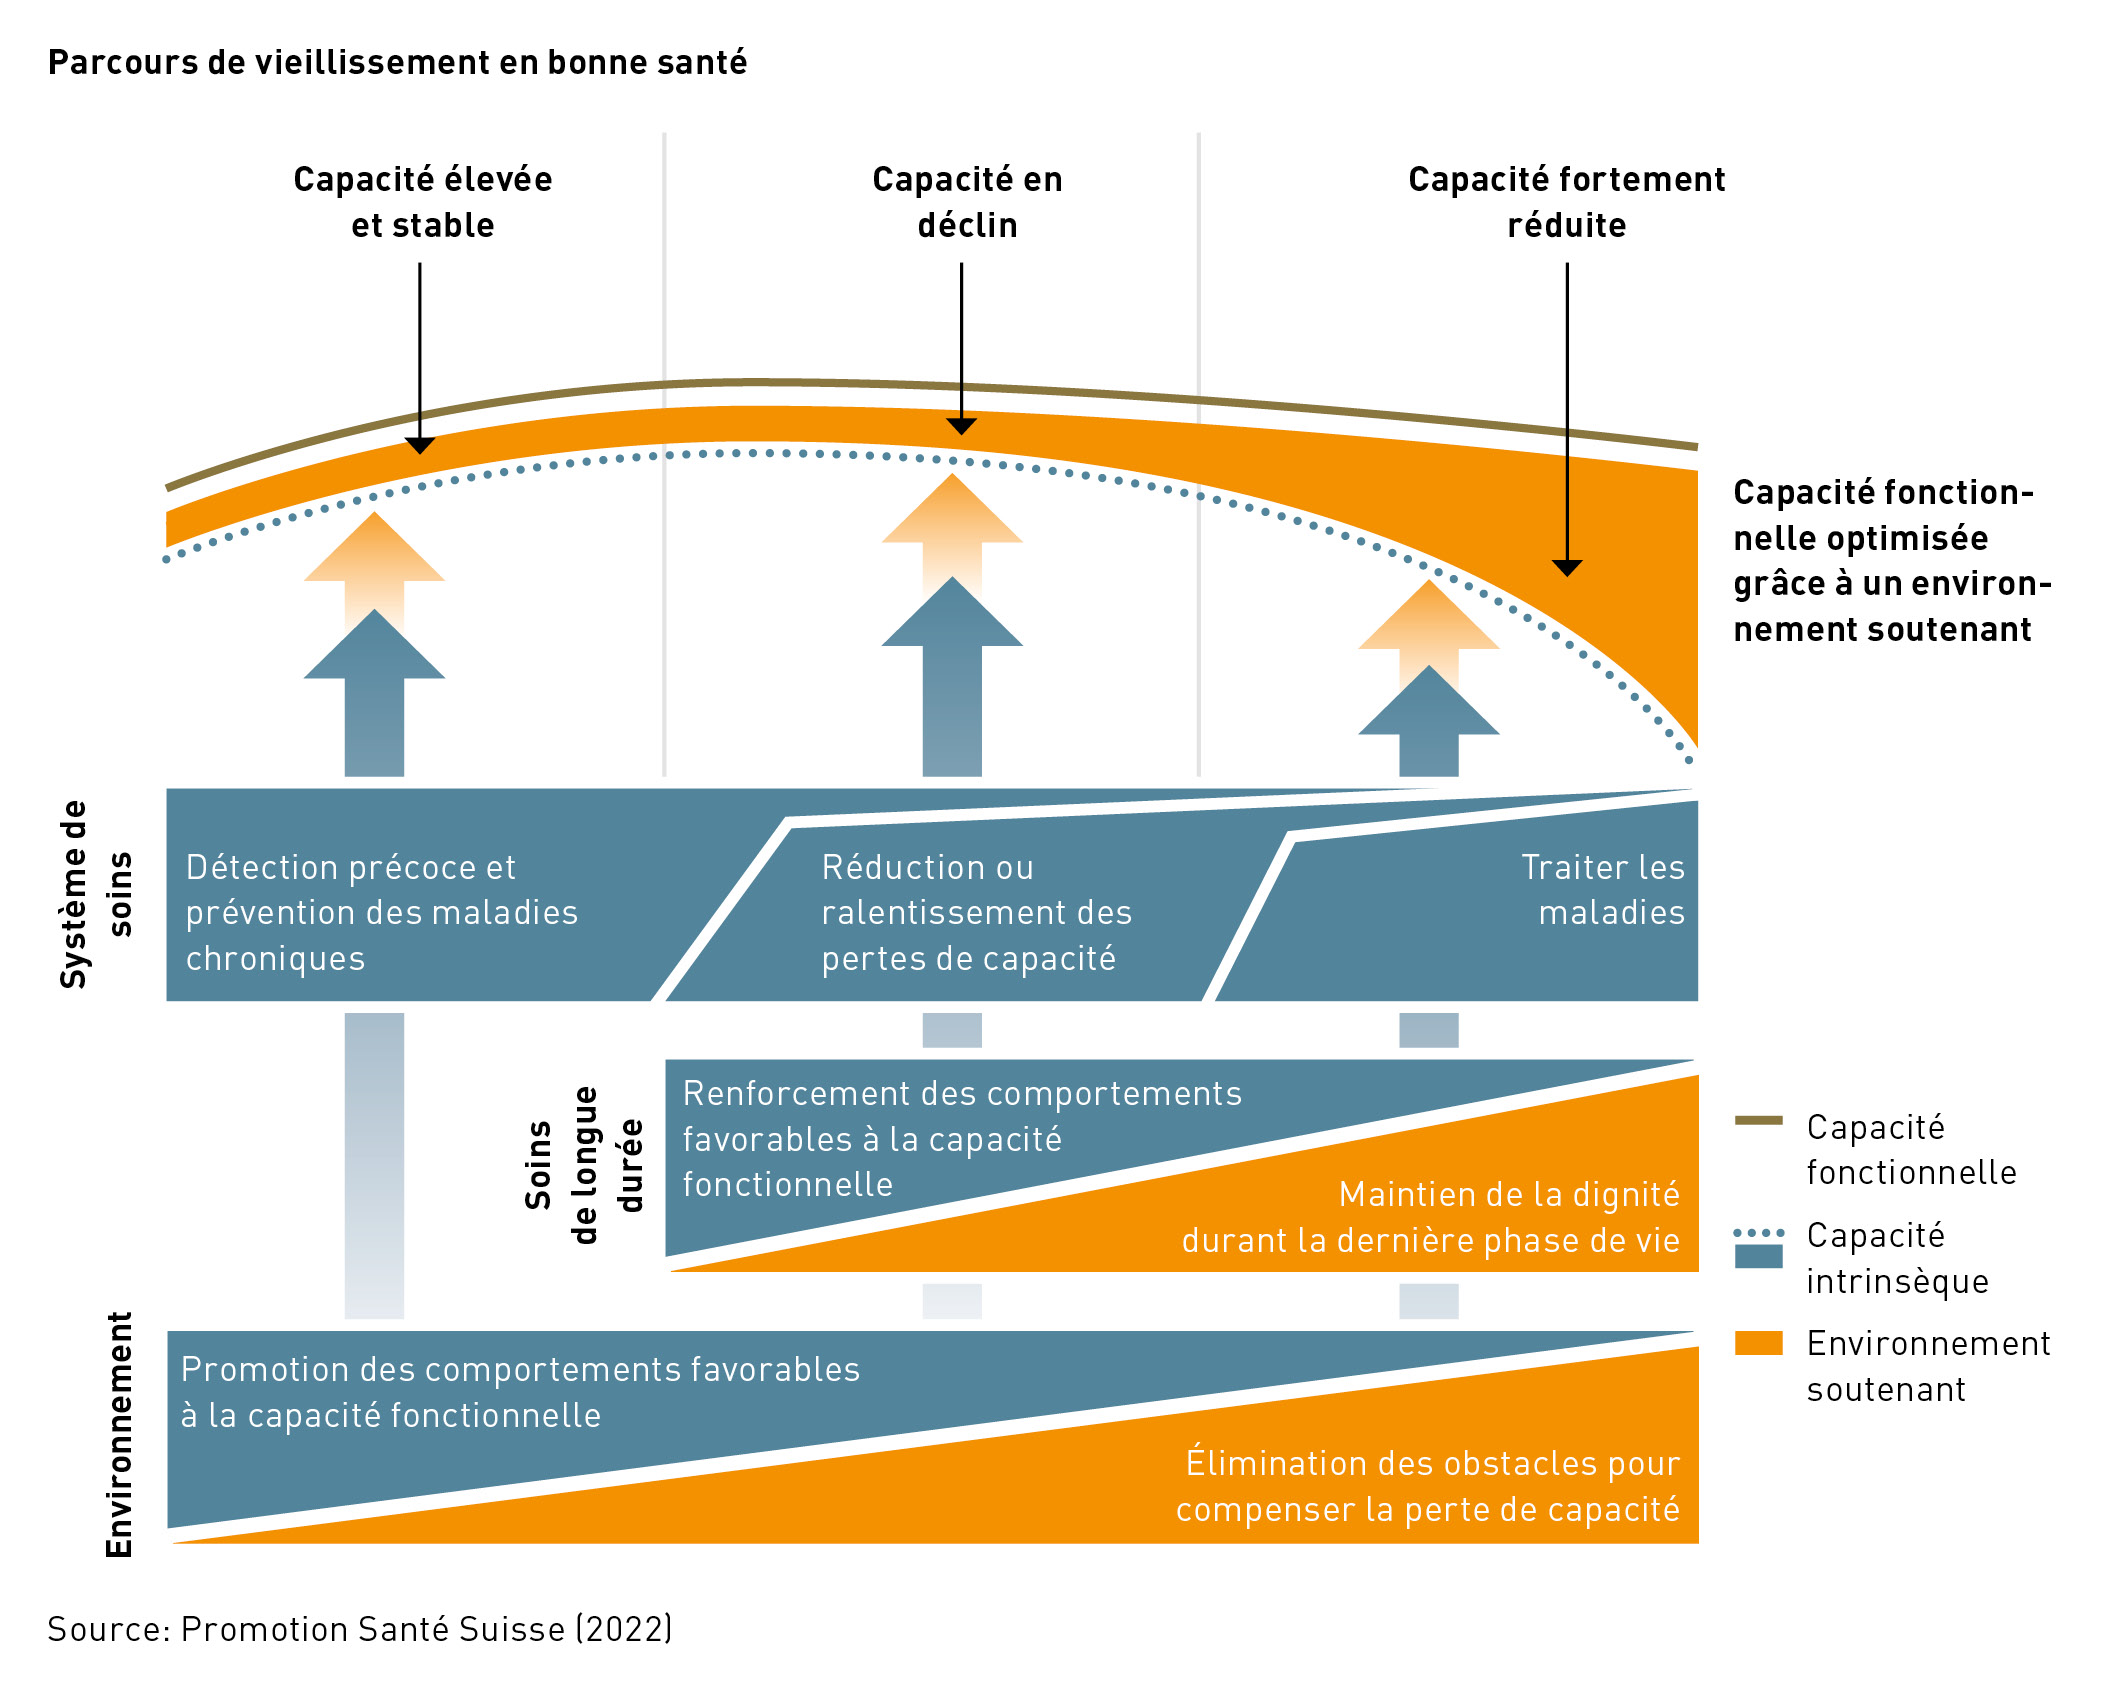 Parcours de vieillissement en bonne santé
Capacité élevée
et stable
Capacité en
déclin
Capacité fortement
réduite
Capacité fonction-
nelle optimisée
grâce à un environ-
nement soutenant
Système de
soins
Détection précoce et
prévention des maladies
chroniques
Réduction ou
ralentissement des
pertes de capacité
Traiter les
maladies
Soins
de longue
durée
Renforcement des comportements
favorables à la capacité
fonctionnelle
Maintien de la dignité
durant la dernière phase de vie
Environnement
Promotion des comportements favorables
à la capacité fonctionnelle
Élimination des obstacles pour
compenser la perte de capacité
Capacité
fonctionnelle
Capacité
intrinsèque
Environnement
soutenant
Source: Promotion Santé Suisse (2022)